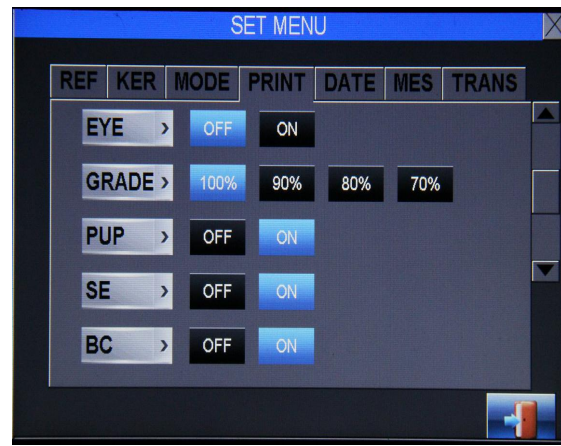 SET MENU
REF KER MODE PRINT DATE MES TRANS
EYE > OFF ON
GRADE > 100% 90% 80% 70%
PUP > OFF ON
SE > OFF ON
BC > OFF ON